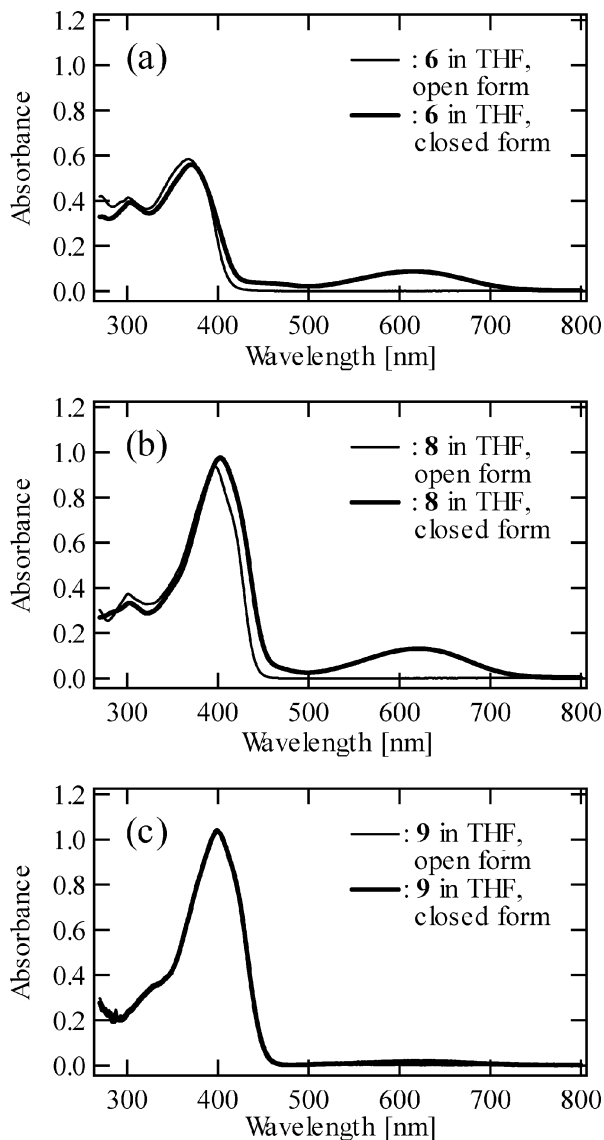 1.2
1.0
0.8
0.6
0.4
0.2
0.0
Absorbance
(a)
: 6 in THF,
open form
: 6 in THF,
closed form
300 400 500 600 700 800
Wavelength [nm]
1.2
1.0
0.8
0.6
0.4
0.2
0.0
Absorbance
(b)
: 8 in THF,
open form
: 8 in THF,
closed form
300 400 500 600 700 800
Wavelength [nm]
1.2
1.0
0.8
0.6
0.4
0.2
0.0
Absorbance
(c)
: 9 in THF,
open form
: 9 in THF,
closed form
300 400 500 600 700 800
Wavelength [nm]